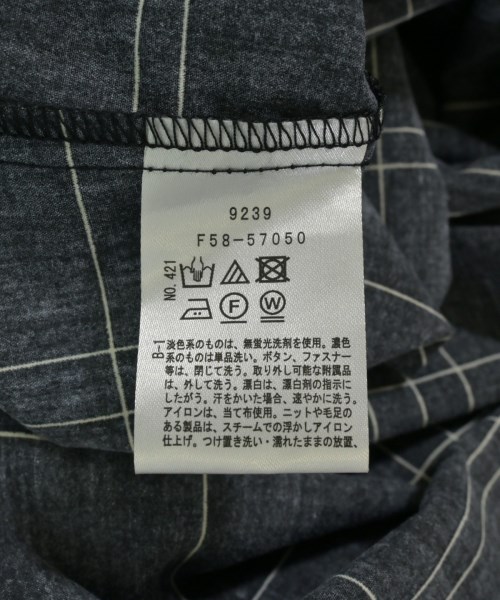 9239
F58-57050
NO.421
F
W
B-1
淡色系のものは、無蛍光洗剤を使用。濃色
系のものは単品洗い。ボタン、ファスナー
等は、閉じて洗う。取り外し可能な附属品
は、外して洗う。漂白は、漂白剤の指示に
したがう。汗をかいた場合、速やかに洗う。
アイロンは、当て布使用。ニットや毛足の
ある製品は、スチームでの浮かしアイロン
仕上げ。つけ置き洗い・濡れたままの放置、